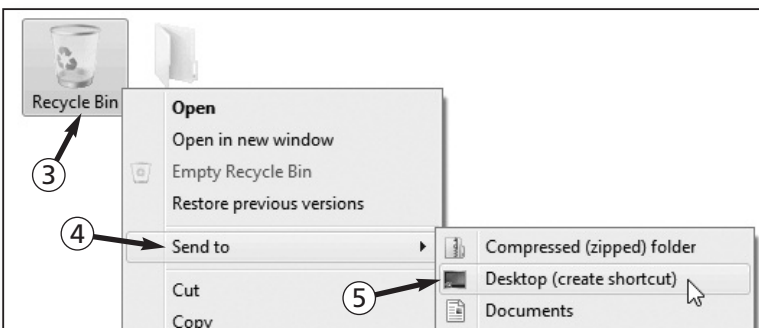 Recycle Bin
③
Open
Open in new window
Empty Recycle Bin
Restore previous versions
④
Send to
Compressed (zipped) folder
⑤
Desktop (create shortcut)
Cut
Documents
Copy